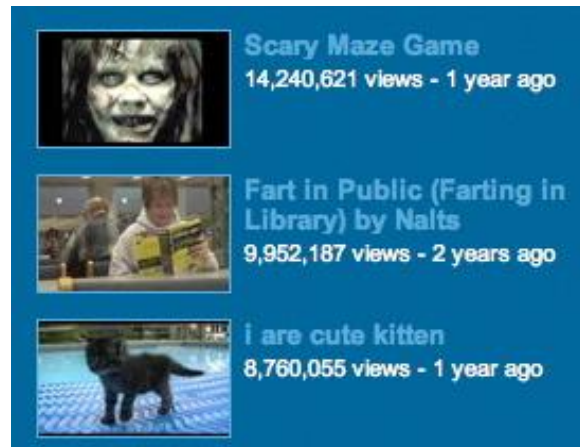 Scary Maze Game
14,240,621 views - 1 year ago
Fart in Public (Farting in
Library) by Nalts
9,952,187 views - 2 years ago
i are cute kitten
8,760,055 views - 1 year ago